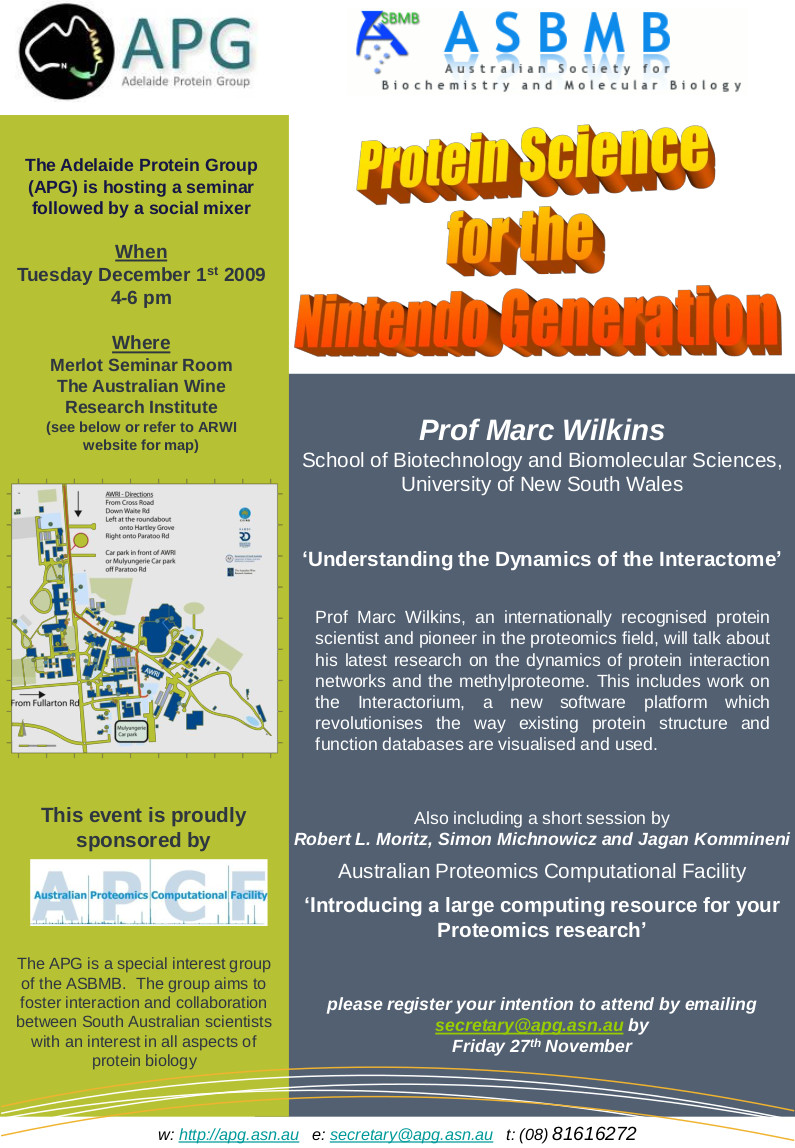 APG
Adelaide Protein Group
N
SBMB
ASBMB
Australian Society for
Biochemistry and Molecular Biology
The Adelaide Protein Group
(APG) is hosting a seminar
followed by a social mixer
When
Tuesday December 1st 2009
4-6 pm
Where
Merlot Seminar Room
The Australian Wine
Research Institute
(see below or refer to ARWI
website for map)
AWRI - Directions
From Cross Road
Down Waite Rd
Left at the roundabout
onto Hartley Grove
Right onto Paratoo Rd
Car park in front of AWRI
or Mulyungerie Car park
off Paratoo Rd
AWRI
From Fullarton Rd
Mulyungerie
Car park
This event is proudly
sponsored by
APCF
Australian Proteomics Computational Facility
The APG is a special interest group
of the ASBMB. The group aims to
foster interaction and collaboration
between South Australian scientists
with an interest in all aspects of
protein biology
Protein Science
for the
Nintendo Generation
Prof Marc Wilkins
School of Biotechnology and Biomolecular Sciences,
University of New South Wales
‘Understanding the Dynamics of the Interactome’
Prof Marc Wilkins, an internationally recognised protein
scientist and pioneer in the proteomics field, will talk about
his latest research on the dynamics of protein interaction
networks and the methylproteome. This includes work on
the Interactorium, a new software platform which
revolutionises the way existing protein structure and
function databases are visualised and used.
Also including a short session by
Robert L. Moritz, Simon Michnowicz and Jagan Kommineni
Australian Proteomics Computational Facility
‘Introducing a large computing resource for your
Proteomics research’
please register your intention to attend by emailing
secretary@apg.asn.au by
Friday 27th November
w: http://apg.asn.au e: secretary@apg.asn.au t: (08) 81616272